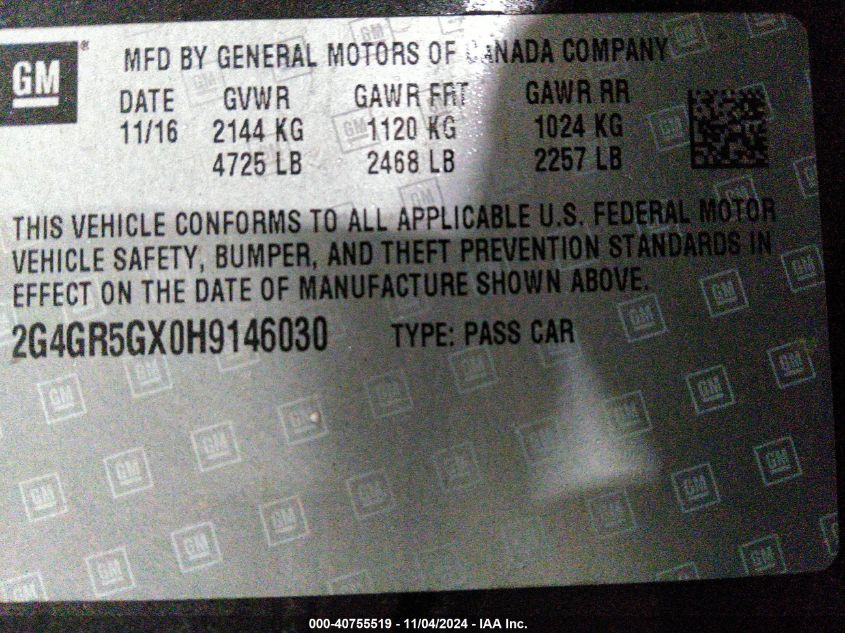 GM ®
MFD BY GENERAL MOTORS OF CANADA COMPANY
DATE GVWR GAWR FRT GAWR RR
11/16 2144 KG 1120 KG 1024 KG
4725 LB 2468 LB 2257 LB
THIS VEHICLE CONFORMS TO ALL APPLICABLE U.S. FEDERAL MOTOR
VEHICLE SAFETY, BUMPER, AND THEFT PREVENTION STANDARDS IN
EFFECT ON THE DATE OF MANUFACTURE SHOWN ABOVE.
2G4GR5GX0H9146030 TYPE: PASS CAR
000-40755519 - 11/04/2024 - IAA Inc.